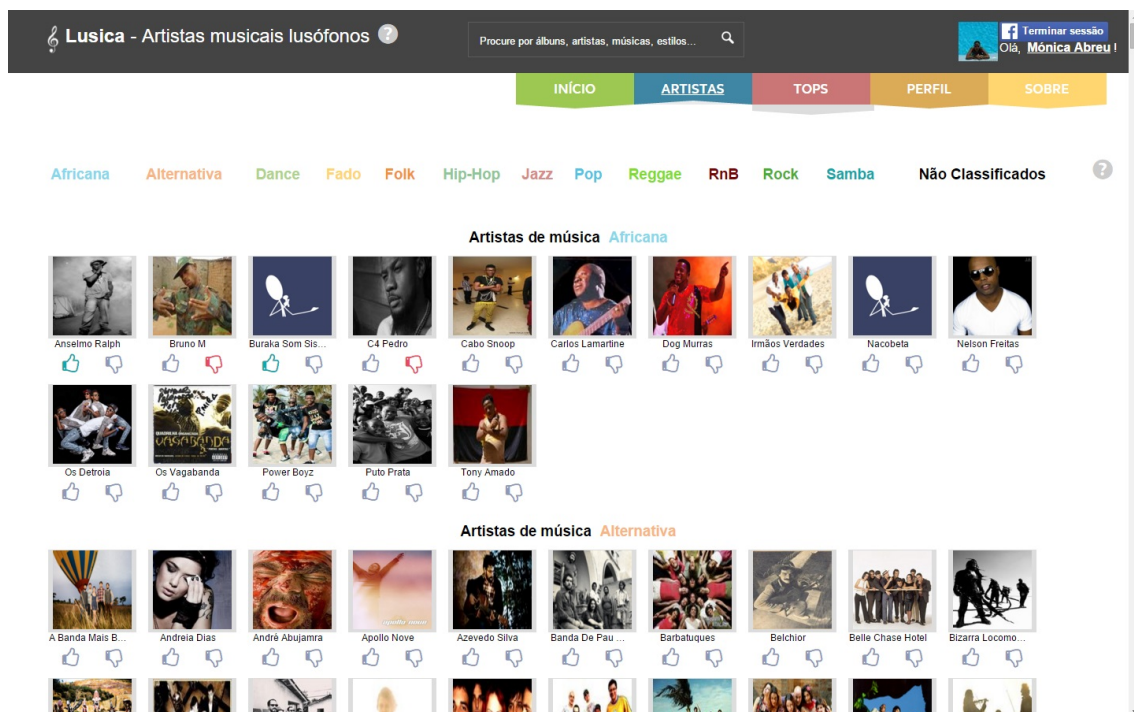 Lusica - Artistas musicais lusófonos ?
Procure por álbuns, artistas, músicas, estilos...
Terminar sessão
Olá, Mónica Abreu !
INÍCIO ARTISTAS TOPS PERFIL SOBRE
Africana Alternativa Dance Fado Folk Hip-Hop Jazz Pop Reggae RnB Rock Samba Não Classificados ?
Artistas de música Africana
Anselmo Ralph Bruno M Buraka Som Sis... C4 Pedro Cabo Snoop Carlos Lamartine Dog Murras Irmãos Verdades Nacobeta Nelson Freitas
VAGABANDA
Os Detroia Os Vagabanda Power Boyz Puto Prata Tony Amado
Artistas de música Alternativa
apollo nove
A Banda Mais B... Andreia Dias André Abujamra Apollo Nove Azevedo Silva Banda De Pau ... Barbatuques Belchior Belle Chase Hotel Bizarra Locomo...